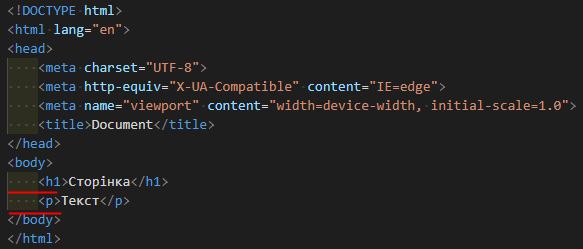 <!DOCTYPE html>
<html lang="en">
<head>
    <meta charset="UTF-8">
    <meta http-equiv="X-UA-Compatible" content="IE=edge">
    <meta name="viewport" content="width=device-width, initial-scale=1.0">
    <title>Document</title>
</head>
<body>
    <h1>Сторінка</h1>
    <p>Текст</p>
</body>
</html>